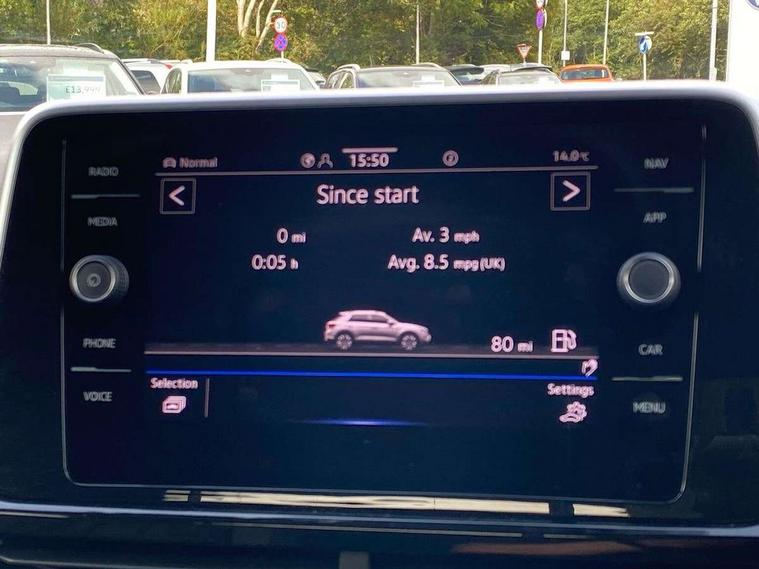 £13,999
RADIO
MEDIA
PHONE
VOICE
Normal
15:50
14.0°C
Since start
0 mi
Av. 3 mph
0:05 h
Avg. 8.5 mpg (UK)
80 mi
Selection
Settings
NAV
APP
CAR
MENU